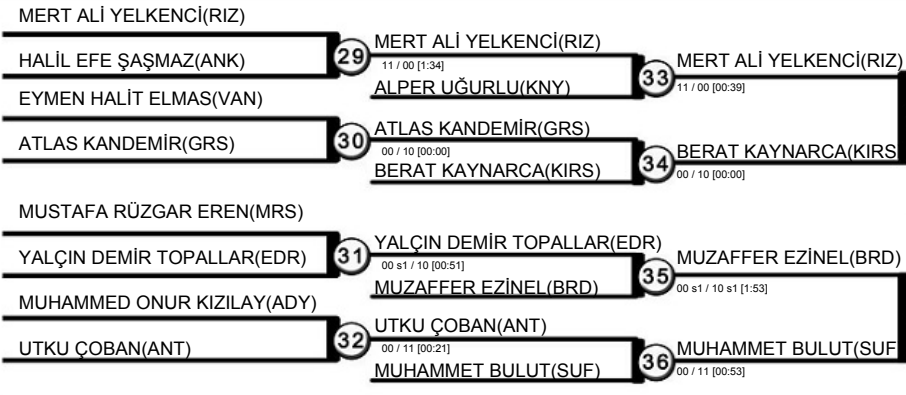 MERT ALİ YELKENCİ(RIZ)
HALİL EFE ŞAŞMAZ(ANK)
29
MERT ALİ YELKENCİ(RIZ)
11 / 00 [1:34]
ALPER UĞURLU(KNY)
33
MERT ALİ YELKENCİ(RIZ)
11 / 00 [00:39]
EYMEN HALİT ELMAS(VAN)
ATLAS KANDEMİR(GRS)
30
ATLAS KANDEMİR(GRS)
00 / 10 [00:00]
BERAT KAYNARCA(KIRS)
34
BERAT KAYNARCA(KIRS
00 / 10 [00:00]
MUSTAFA RÜZGAR EREN(MRS)
YALÇIN DEMİR TOPALLAR(EDR)
31
YALÇIN DEMİR TOPALLAR(EDR)
00 s1 / 10 [00:51]
MUZAFFER EZİNEL(BRD)
35
MUZAFFER EZİNEL(BRD)
00 s1 / 10 s1 [1:53]
MUHAMMED ONUR KIZILAY(ADY)
UTKU ÇOBAN(ANT)
32
UTKU ÇOBAN(ANT)
00 / 11 [00:21]
MUHAMMET BULUT(SUF)
36
MUHAMMET BULUT(SUF
00 / 11 [00:53]